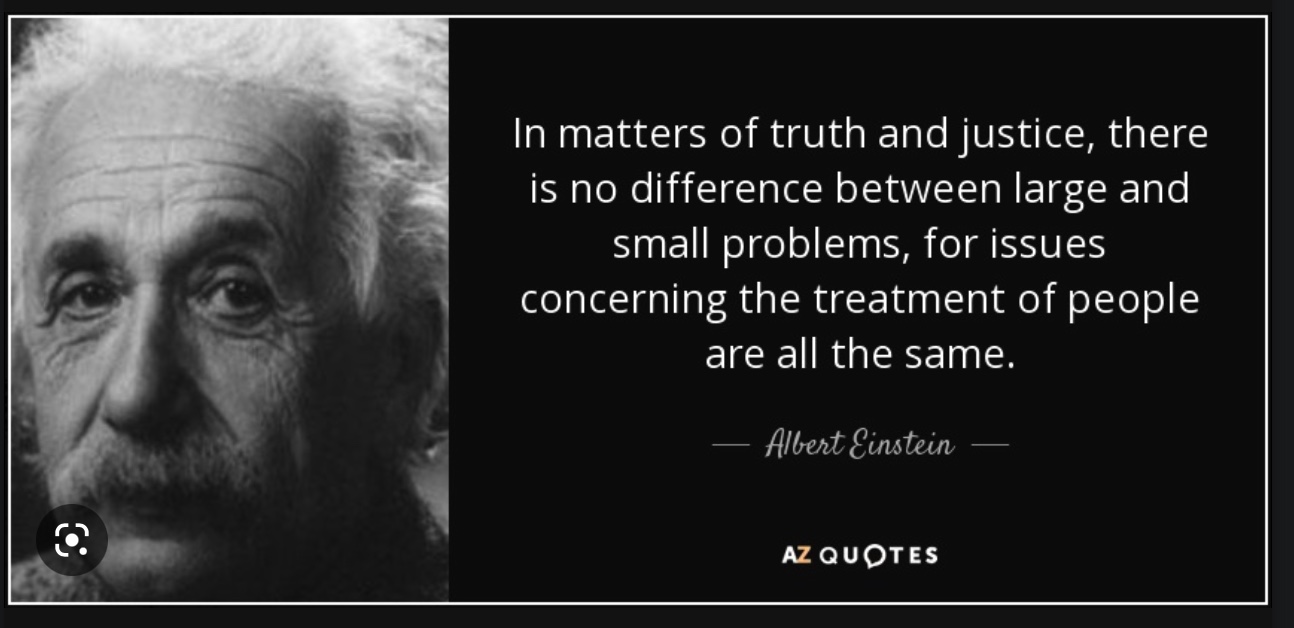 In matters of truth and justice, there
is no difference between large and
small problems, for issues
concerning the treatment of people
are all the same.
Albert Einstein
AZ QUOTES